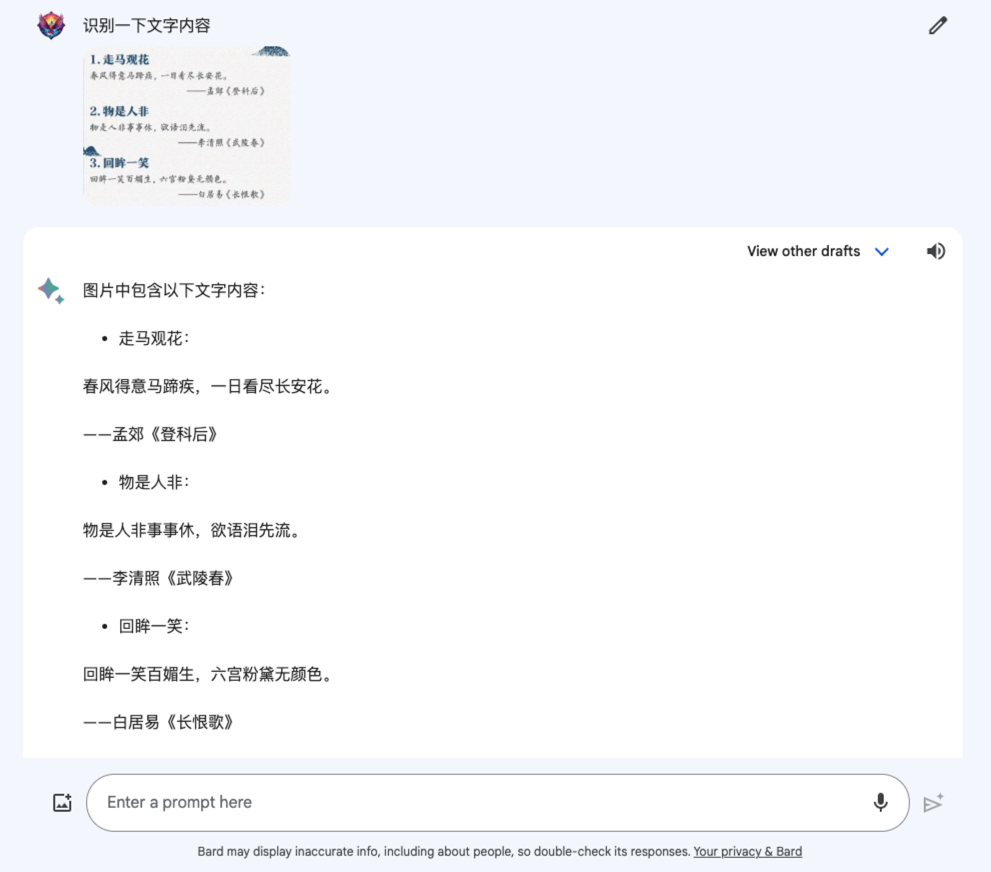 识别一下文字内容
1. 走马观花
春风得意马蹄疾，一日看尽长安花。
——孟郊《登科后》
2. 物是人非
物是人非事事休，欲语泪先流。
——李清照《武陵春》
3. 回眸一笑
回眸一笑百媚生，六宫粉黛无颜色。
——白居易《长恨歌》
View other drafts
图片中包含以下文字内容：
• 走马观花：
春风得意马蹄疾，一日看尽长安花。
——孟郊《登科后》
• 物是人非：
物是人非事事休，欲语泪先流。
——李清照《武陵春》
• 回眸一笑：
回眸一笑百媚生，六宫粉黛无颜色。
——白居易《长恨歌》
Enter a prompt here
Bard may display inaccurate info, including about people, so double-check its responses. Your privacy & Bard